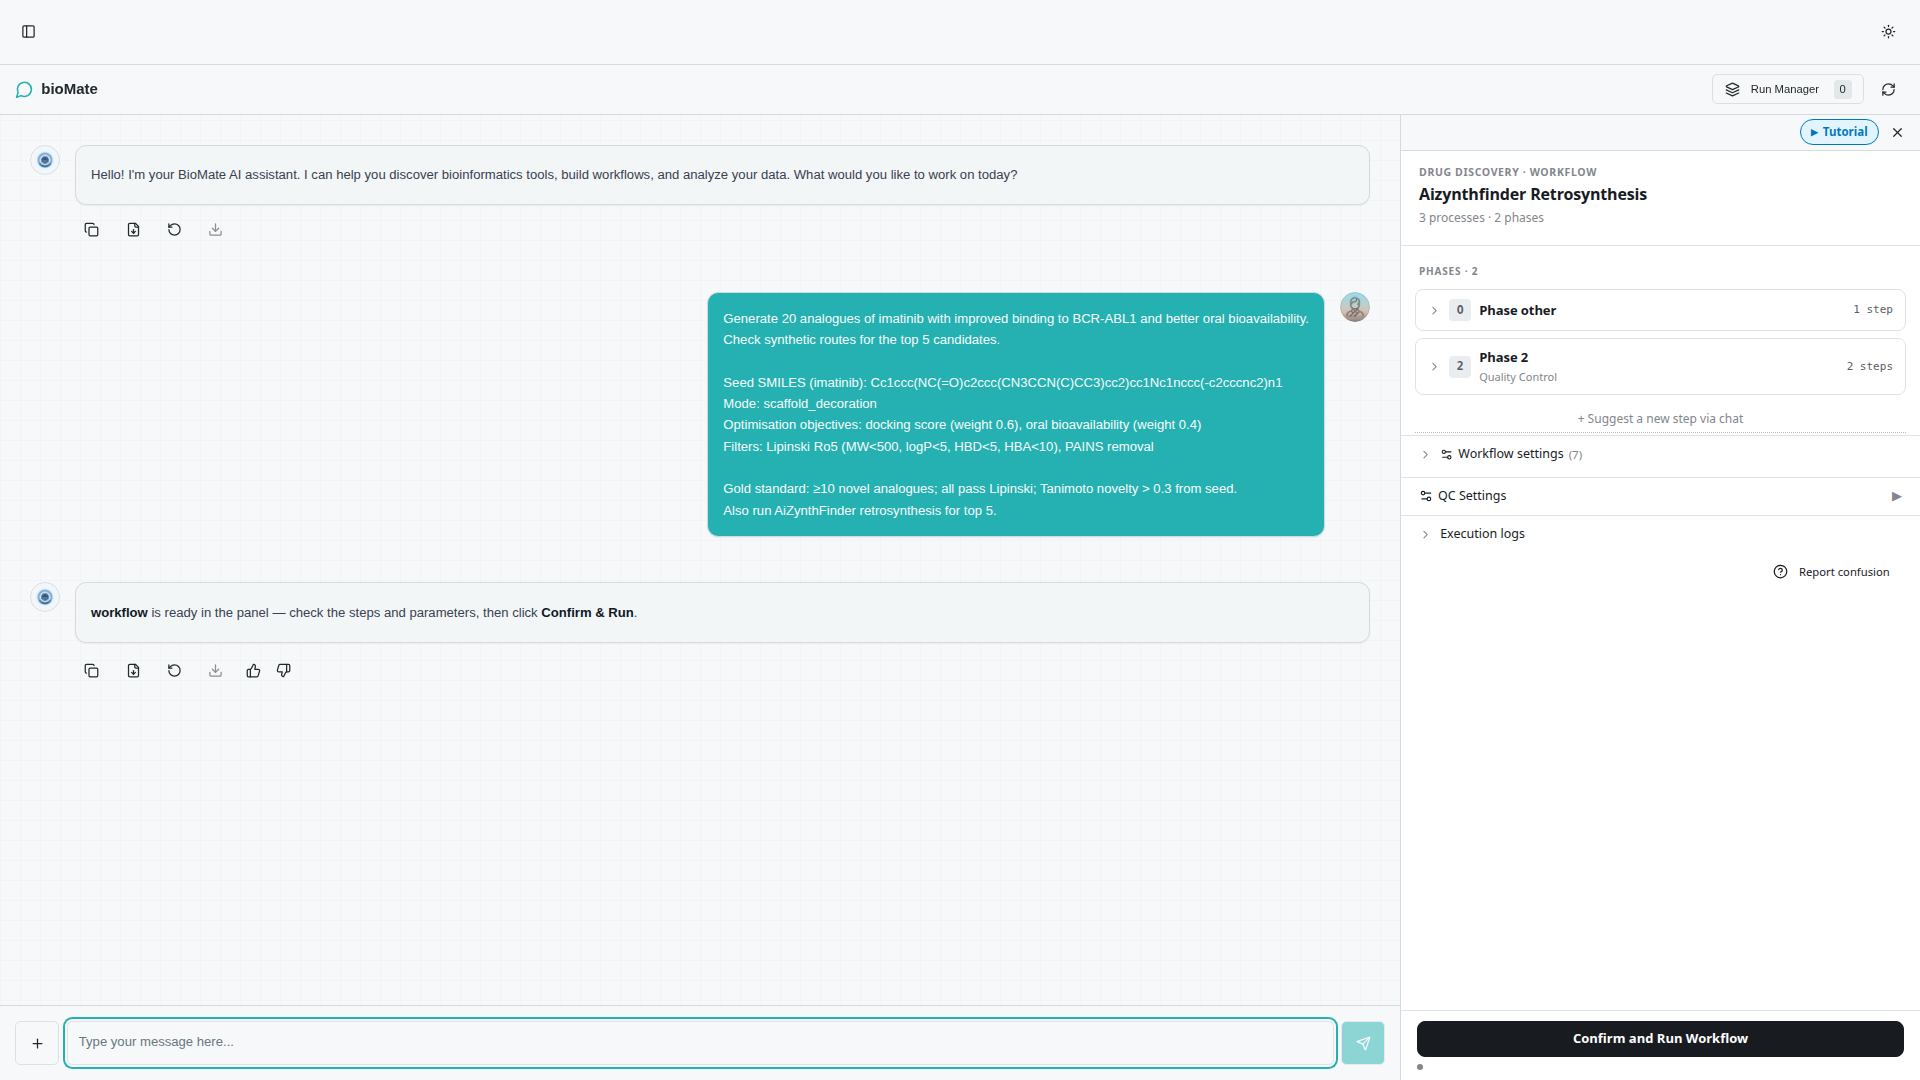 bioMate
Run Manager 0
Hello! I'm your BioMate AI assistant. I can help you discover bioinformatics tools, build workflows, and analyze your data. What would you like to work on today?
Generate 20 analogues of imatinib with improved binding to BCR-ABL1 and better oral bioavailability.
Check synthetic routes for the top 5 candidates.
Seed SMILES (imatinib): Cc1ccc(NC(=O)c2ccc(CN3CCN(C)CC3)cc2)cc1Nc1nccc(-c2cccnc2)n1
Mode: scaffold_decoration
Optimisation objectives: docking score (weight 0.6), oral bioavailability (weight 0.4)
Filters: Lipinski Ro5 (MW<500, logP<5, HBD<5, HBA<10), PAINS removal
Gold standard: ≥10 novel analogues; all pass Lipinski; Tanimoto novelty > 0.3 from seed.
Also run AiZynthFinder retrosynthesis for top 5.
workflow is ready in the panel — check the steps and parameters, then click Confirm & Run.
Type your message here...
▶ Tutorial
DRUG DISCOVERY · WORKFLOW
Aizynthfinder Retrosynthesis
3 processes · 2 phases
PHASES · 2
0 Phase other 1 step
2 Phase 2 2 steps
Quality Control
+ Suggest a new step via chat
Workflow settings (7)
QC Settings ▶
Execution logs
Report confusion
Confirm and Run Workflow